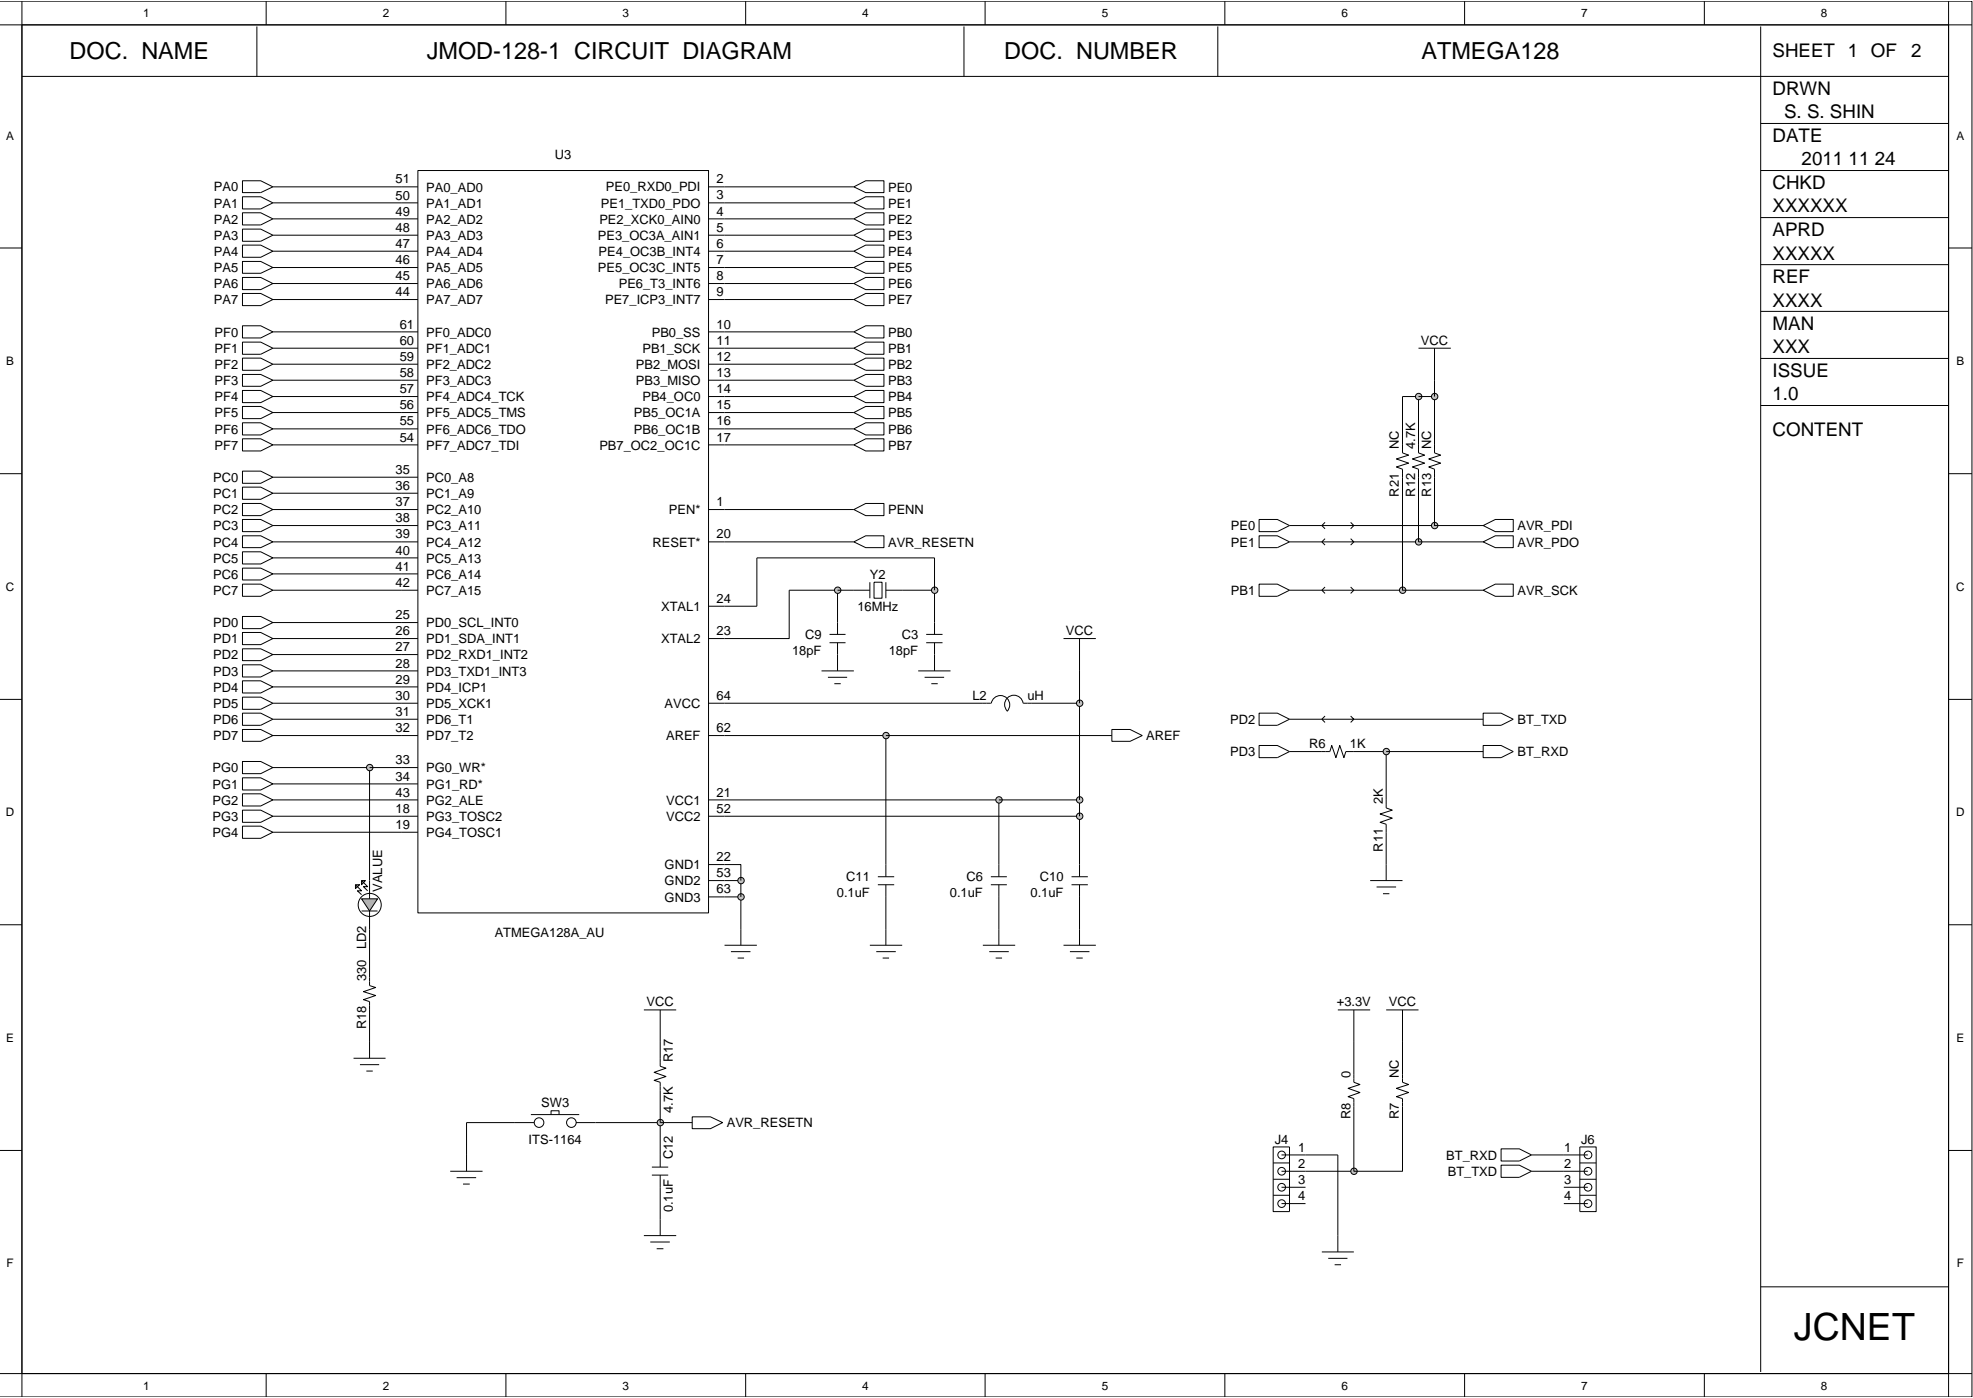 1 2 3 4 5 6 7 8
DOC. NAME
JMOD-128-1 CIRCUIT DIAGRAM
DOC. NUMBER
ATMEGA128
SHEET 1 OF 2
DRWN
S. S. SHIN
DATE
2011 11 24
CHKD
XXXXXX
APRD
XXXXX
REF
XXXX
MAN
XXX
ISSUE
1.0
CONTENT
JCNET
A
B
C
D
E
F
A
B
C
D
E
F
U3
PA0 51 PA0_AD0
PA1 50 PA1_AD1
PA2 49 PA2_AD2
PA3 48 PA3_AD3
PA4 47 PA4_AD4
PA5 46 PA5_AD5
PA6 45 PA6_AD6
PA7 44 PA7_AD7
PF0 61 PF0_ADC0
PF1 60 PF1_ADC1
PF2 59 PF2_ADC2
PF3 58 PF3_ADC3
PF4 57 PF4_ADC4_TCK
PF5 56 PF5_ADC5_TMS
PF6 55 PF6_ADC6_TDO
PF7 54 PF7_ADC7_TDI
PC0 35 PC0_A8
PC1 36 PC1_A9
PC2 37 PC2_A10
PC3 38 PC3_A11
PC4 39 PC4_A12
PC5 40 PC5_A13
PC6 41 PC6_A14
PC7 42 PC7_A15
PD0 25 PD0_SCL_INT0
PD1 26 PD1_SDA_INT1
PD2 27 PD2_RXD1_INT2
PD3 28 PD3_TXD1_INT3
PD4 29 PD4_ICP1
PD5 30 PD5_XCK1
PD6 31 PD6_T1
PD7 32 PD7_T2
PG0 33 PG0_WR*
PG1 34 PG1_RD*
PG2 43 PG2_ALE
PG3 18 PG3_TOSC2
PG4 19 PG4_TOSC1
PE0_RXD0_PDI 2 PE0
PE1_TXD0_PDO 3 PE1
PE2_XCK0_AIN0 4 PE2
PE3_OC3A_AIN1 5 PE3
PE4_OC3B_INT4 6 PE4
PE5_OC3C_INT5 7 PE5
PE6_T3_INT6 8 PE6
PE7_ICP3_INT7 9 PE7
PB0_SS 10 PB0
PB1_SCK 11 PB1
PB2_MOSI 12 PB2
PB3_MISO 13 PB3
PB4_OC0 14 PB4
PB5_OC1A 15 PB5
PB6_OC1B 16 PB6
PB7_OC2_OC1C 17 PB7
PEN* 1 PENN
RESET* 20 AVR_RESETN
XTAL1 24
XTAL2 23
Y2
16MHz
C9
18pF
C3
18pF
VCC
AVCC 64 L2 uH
AREF 62 AREF
VCC1 21
VCC2 52
GND1 22
GND2 53
GND3 63
C11
0.1uF
C6
0.1uF
C10
0.1uF
ATMEGA128A_AU
VALUE
LD2
330
R18
VCC
R17
4.7K
SW3
ITS-1164
AVR_RESETN
C12
0.1uF
VCC
R21 NC
R12 4.7K
R13 NC
PE0 AVR_PDI
PE1 AVR_PDO
PB1 AVR_SCK
PD2 BT_TXD
PD3 R6 1K BT_RXD
R11 2K
+3.3V VCC
R8 0
R7 NC
J4
1
2
3
4
J6
BT_RXD 1
BT_TXD 2
3
4
1 2 3 4 5 6 7 8